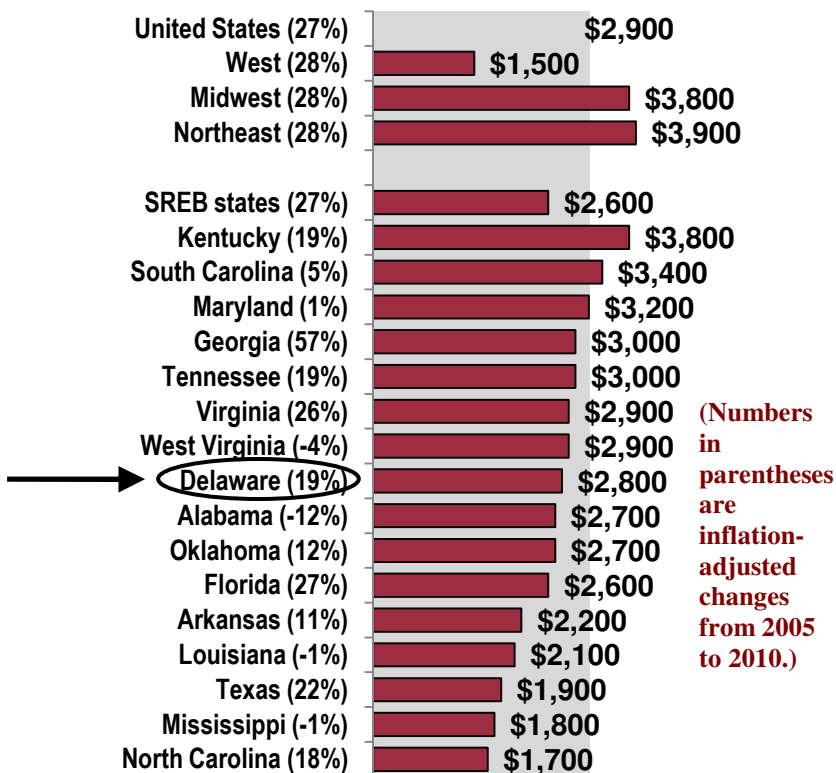 United States (27%) $2,900
West (28%) $1,500
Midwest (28%) $3,800
Northeast (28%) $3,900
SREB states (27%) $2,600
Kentucky (19%) $3,800
South Carolina (5%) $3,400
Maryland (1%) $3,200
Georgia (57%) $3,000
Tennessee (19%) $3,000
Virginia (26%) $2,900
West Virginia (-4%) $2,900
Delaware (19%) $2,800
Alabama (-12%) $2,700
Oklahoma (12%) $2,700
Florida (27%) $2,600
Arkansas (11%) $2,200
Louisiana (-1%) $2,100
Texas (22%) $1,900
Mississippi (-1%) $1,800
North Carolina (18%) $1,700
(Numbers
in
parentheses
are
inflation-
adjusted
changes
from 2005
to 2010.)